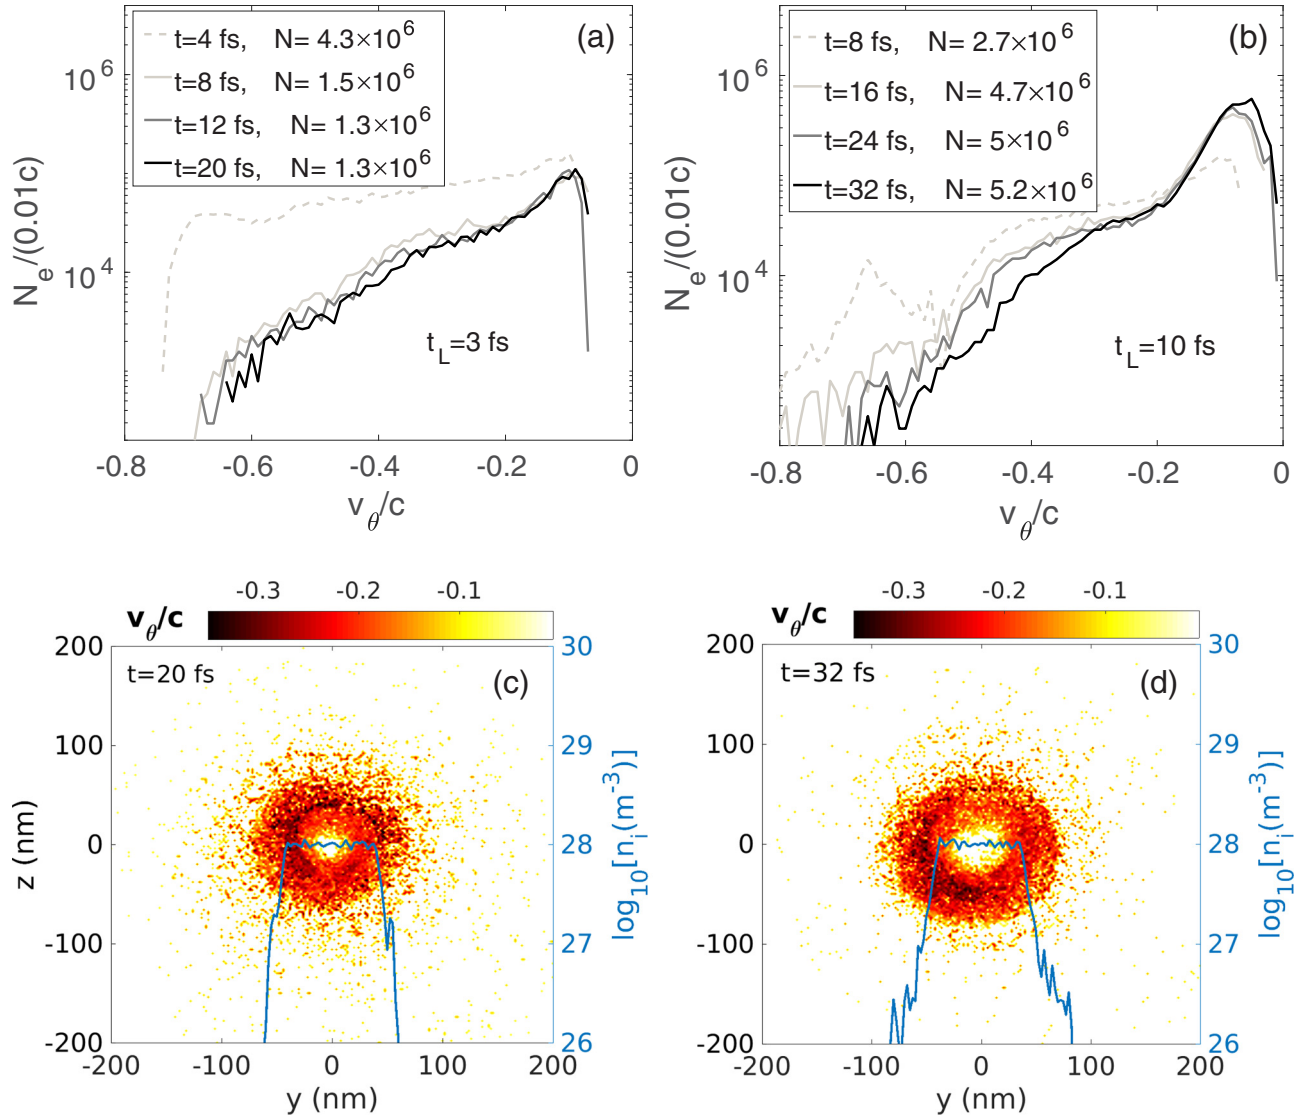 t=4 fs, N= 4.3×10^6
t=8 fs, N= 1.5×10^6
t=12 fs, N= 1.3×10^6
t=20 fs, N= 1.3×10^6
(a)
10^6
10^4
N_e/(0.01c)
t_L=3 fs
-0.8 -0.6 -0.4 -0.2 0
v_θ/c
t=8 fs, N= 2.7×10^6
t=16 fs, N= 4.7×10^6
t=24 fs, N= 5×10^6
t=32 fs, N= 5.2×10^6
(b)
10^6
10^4
N_e/(0.01c)
t_L=10 fs
-0.8 -0.6 -0.4 -0.2 0
v_θ/c
-0.3 -0.2 -0.1
v_θ/c
t=20 fs
(c)
200
100
0
-100
-200
z (nm)
30
29
28
27
26
log_10[n_i(m^-3)]
-200 -100 0 100 200
y (nm)
-0.3 -0.2 -0.1
v_θ/c
t=32 fs
(d)
200
100
0
-100
-200
30
29
28
27
26
log_10[n_i(m^-3)]
-200 -100 0 100 200
y (nm)